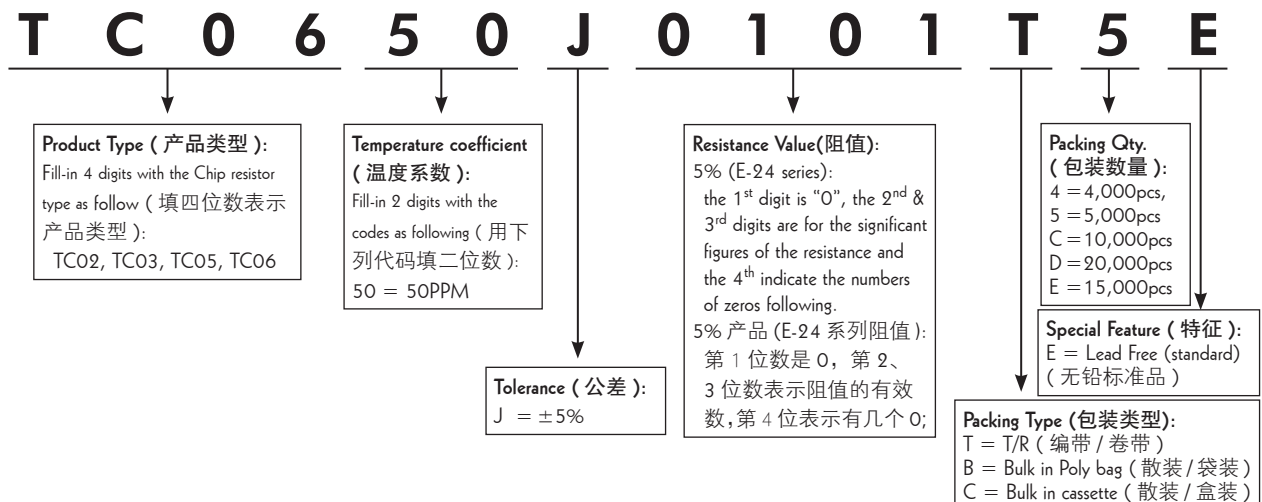 T C 0 6 5 0 J 0 1 0 1 T 5 E
Product Type ( 产品类型 ):
Fill-in 4 digits with the Chip resistor
type as follow ( 填四位数表示
产品类型 ):
TC02, TC03, TC05, TC06
Temperature coefficient
( 温度系数 ):
Fill-in 2 digits with the
codes as following ( 用下
列代码填二位数 ):
50 = 50PPM
Tolerance ( 公差 ):
J = ±5%
Resistance Value(阻值):
5% (E-24 series):
the 1st digit is “0”, the 2nd &
3rd digits are for the significant
figures of the resistance and
the 4th indicate the numbers
of zeros following.
5% 产品 (E-24 系列阻值 ):
第 1 位数是 0，第 2、
3 位数表示阻值的有效
数，第 4 位表示有几个 0;
Packing Qty.
( 包装数量 ):
4 = 4,000pcs,
5 = 5,000pcs
C = 10,000pcs
D = 20,000pcs
E = 15,000pcs
Special Feature ( 特征 ):
E = Lead Free (standard)
( 无铅标准品 )
Packing Type (包装类型):
T = T/R ( 编带 / 卷带 )
B = Bulk in Poly bag ( 散装 / 袋装 )
C = Bulk in cassette ( 散装 / 盒装 )